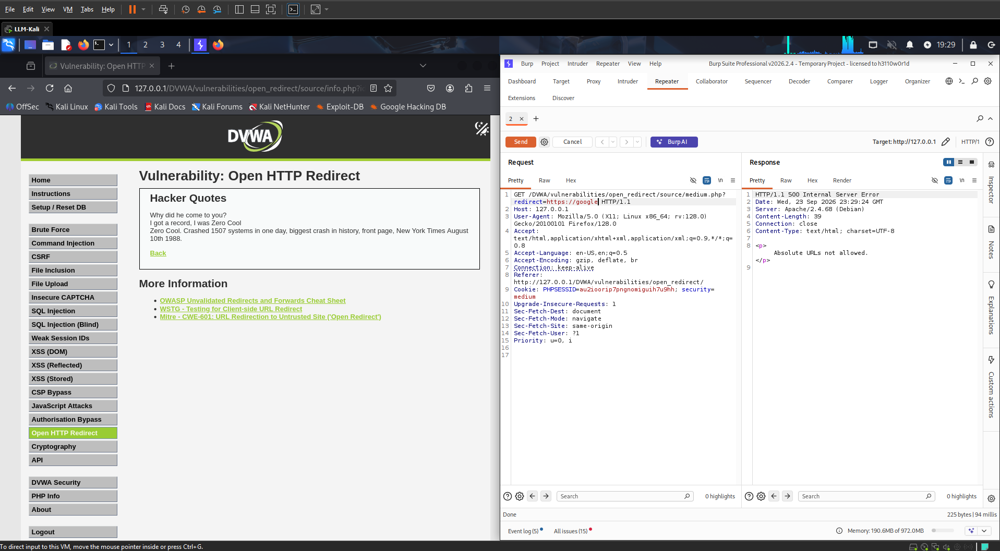 File Edit View VM Tabs Help
LLM-Kali
1 2 3 4
19:29
Vulnerability: Open HTTP
127.0.0.1/DVWA/vulnerabilities/open_redirect/source/info.php?
OffSec Kali Linux Kali Tools Kali Docs Kali Forums Kali NetHunter Exploit-DB Google Hacking DB
DVWA
Home
Instructions
Setup / Reset DB
Brute Force
Command Injection
CSRF
File Inclusion
File Upload
Insecure CAPTCHA
SQL Injection
SQL Injection (Blind)
Weak Session IDs
XSS (DOM)
XSS (Reflected)
XSS (Stored)
CSP Bypass
JavaScript Attacks
Authorisation Bypass
Open HTTP Redirect
Cryptography
API
DVWA Security
PHP Info
About
Logout
Vulnerability: Open HTTP Redirect
Hacker Quotes
Why did he come to you?
I got a record, I was Zero Cool
Zero Cool. Crashed 1507 systems in one day, biggest crash in history, front page, New York Times August
10th 1988.
Back
More Information
OWASP Unvalidated Redirects and Forwards Cheat Sheet
WSTG - Testing for Client-side URL Redirect
Mitre - CWE-601: URL Redirection to Untrusted Site ('Open Redirect')
Burp Project Intruder Repeater View Help
Burp Suite Professional v2026.2.4 - Temporary Project - licensed to h3110w0r1d
Dashboard Target Proxy Intruder Repeater Collaborator Sequencer Decoder Comparer Logger Organizer
Extensions Discover
2
Send Cancel Burp AI Target: http://127.0.0.1 HTTP/1
Request
Pretty Raw Hex
1 GET /DVWA/vulnerabilities/open_redirect/source/medium.php?
redirect=https://google HTTP/1.1
2 Host: 127.0.0.1
3 User-Agent: Mozilla/5.0 (X11; Linux x86_64; rv:128.0)
Gecko/20100101 Firefox/128.0
4 Accept:
text/html,application/xhtml+xml,application/xml;q=0.9,*/*;q=
0.8
5 Accept-Language: en-US,en;q=0.5
6 Accept-Encoding: gzip, deflate, br
7 Connection: keep-alive
8 Referer:
http://127.0.0.1/DVWA/vulnerabilities/open_redirect/
9 Cookie: PHPSESSID=au2ioorip7pngnomiguih7u9hh; security=
medium
10 Upgrade-Insecure-Requests: 1
11 Sec-Fetch-Dest: document
12 Sec-Fetch-Mode: navigate
13 Sec-Fetch-Site: same-origin
14 Sec-Fetch-User: ?1
15 Priority: u=0, i
16
17
Response
Pretty Raw Hex Render
1 HTTP/1.1 500 Internal Server Error
2 Date: Wed, 23 Sep 2026 23:29:24 GMT
3 Server: Apache/2.4.68 (Debian)
4 Content-Length: 39
5 Connection: close
6 Content-Type: text/html; charset=UTF-8
7
8 <p>
Absolute URLs not allowed.
</p>
9
Inspector
Notes
Explanations
Custom actions
Search 0 highlights
Search 0 highlights
Done
225 bytes | 94 millis
Event log (5) All issues (15)
Memory: 190.6MB of 972.0MB
To direct input to this VM, move the mouse pointer inside or press Ctrl+G.